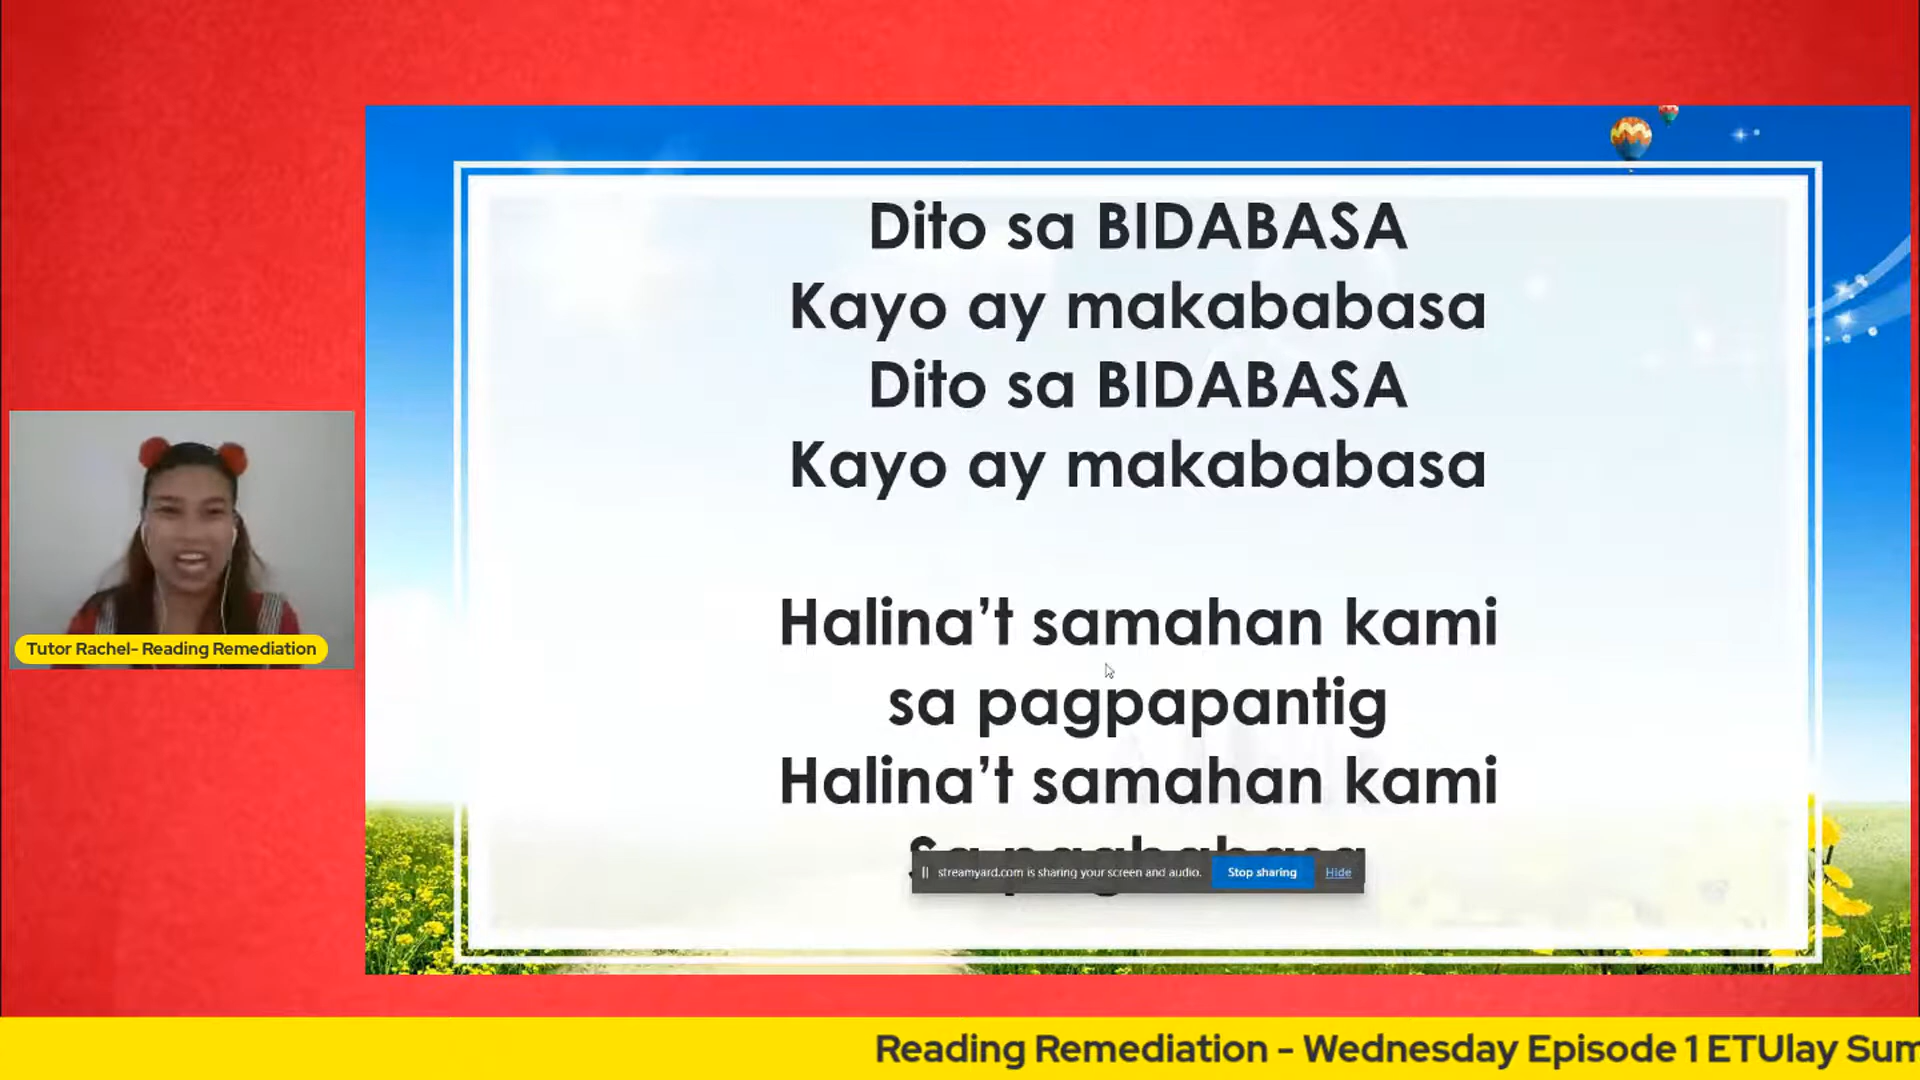 Dito sa BIDABASA
Kayo ay makababasa
Dito sa BIDABASA
Kayo ay makababasa
Halina't samahan kami
sa pagpapantig
Halina't samahan kami
Sa pagbabasa
streamyard.com is sharing your screen and audio. Stop sharing Hide
Tutor Rachel- Reading Remediation
Reading Remediation - Wednesday Episode 1 ETUlay Sum